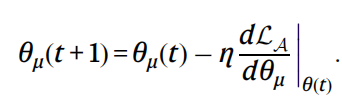 θ_μ(t+1) = θ_μ(t) − η dℒ_𝒜/dθ_μ |_θ(t).